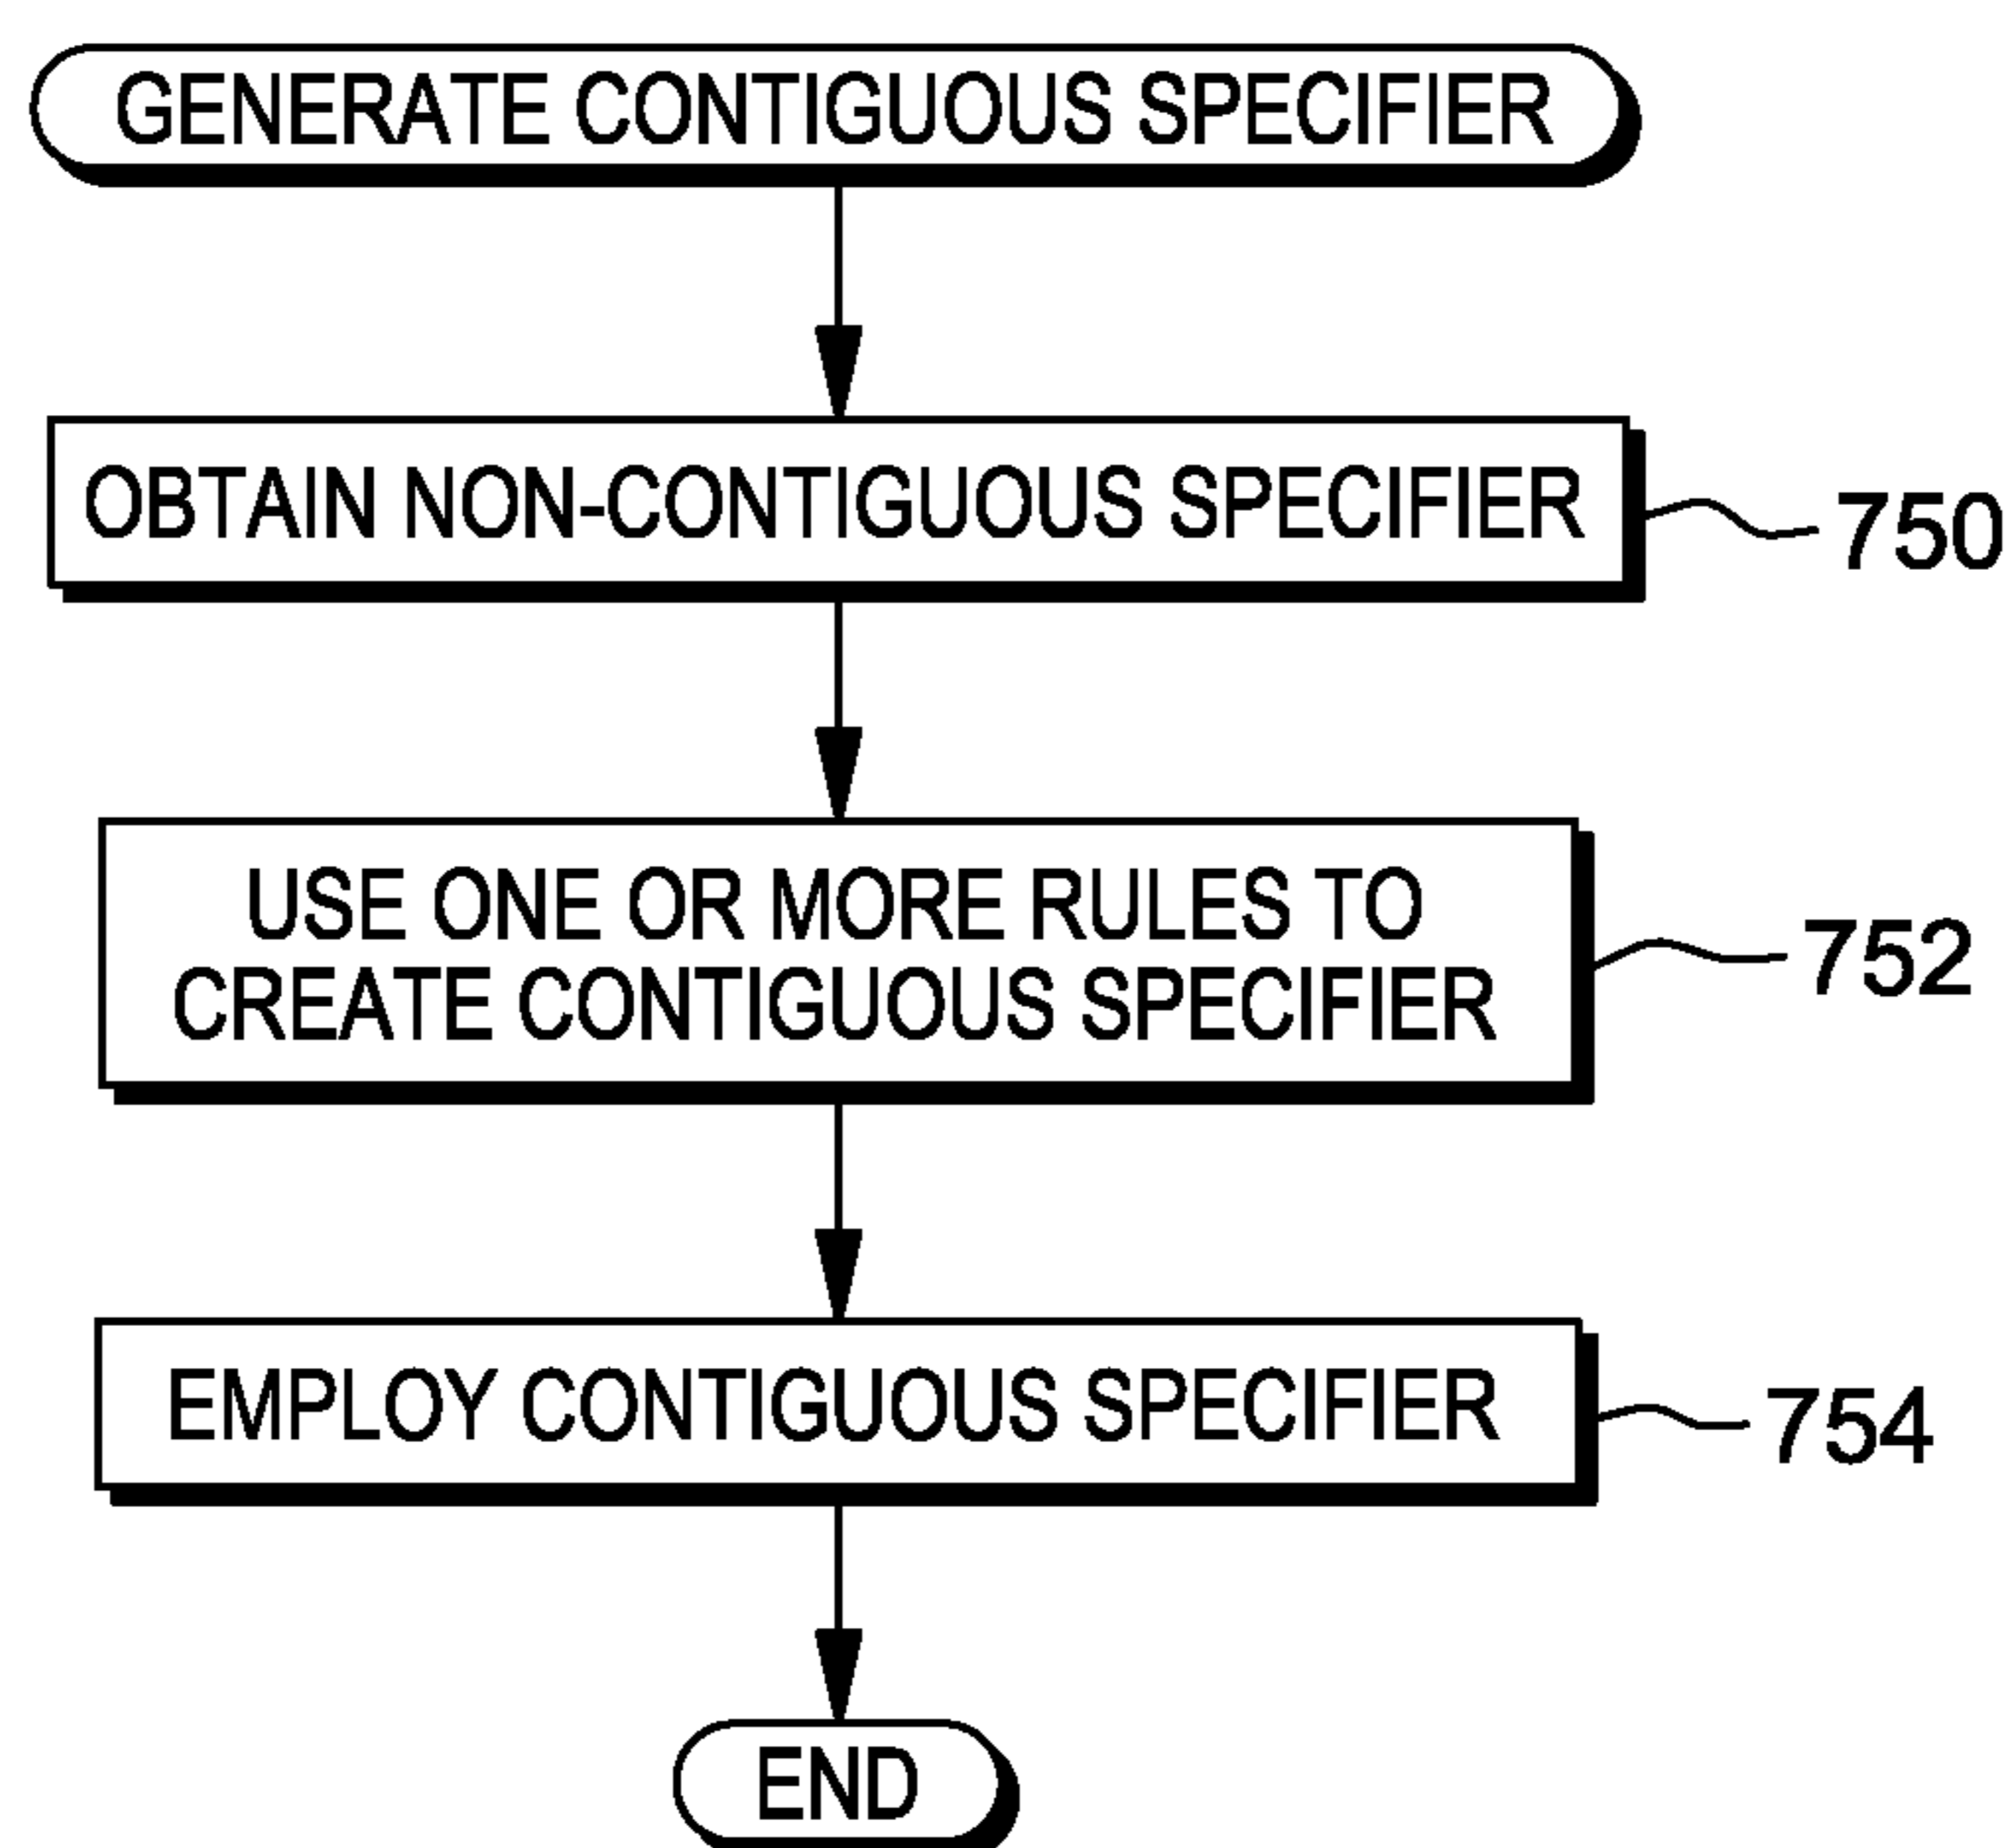 GENERATE CONTIGUOUS SPECIFIER
OBTAIN NON-CONTIGUOUS SPECIFIER
750
USE ONE OR MORE RULES TO
CREATE CONTIGUOUS SPECIFIER
752
EMPLOY CONTIGUOUS SPECIFIER
754
END